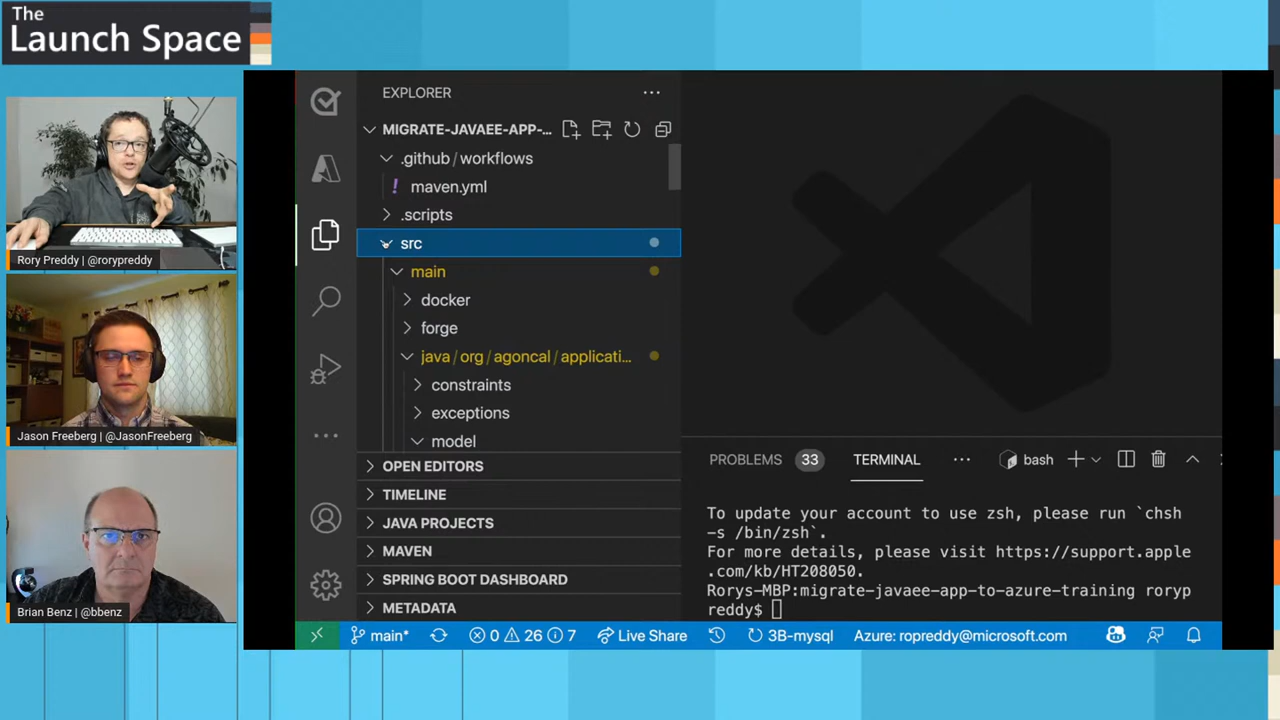 The
Launch Space
Rory Preddy | @rorypreddy
Jason Freeberg | @JasonFreeberg
Brian Benz | @bbenz
EXPLORER
MIGRATE-JAVAEE-APP-...
.github / workflows
! maven.yml
.scripts
src
main
docker
forge
java / org / agoncal / applicati...
constraints
exceptions
model
OPEN EDITORS
TIMELINE
JAVA PROJECTS
MAVEN
SPRING BOOT DASHBOARD
METADATA
PROBLEMS 33 TERMINAL ... bash
To update your account to use zsh, please run `chsh
-s /bin/zsh`.
For more details, please visit https://support.apple
.com/kb/HT208050.
Rorys-MBP:migrate-javaee-app-to-azure-training roryp
reddy$
main* 0 26 7 Live Share 3B-mysql Azure: ropreddy@microsoft.com